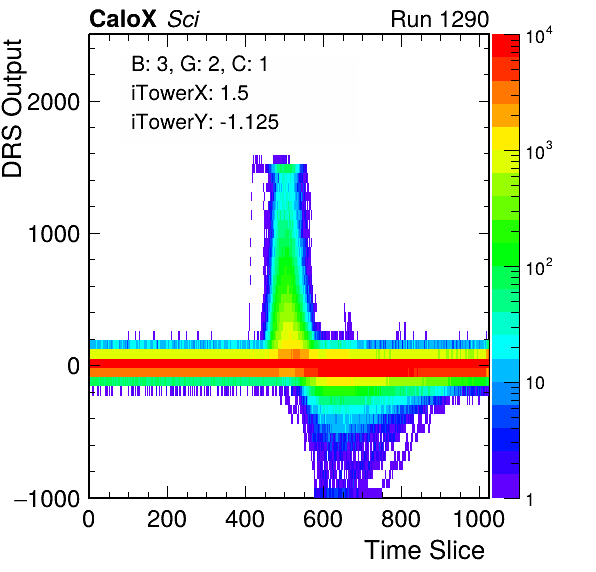 CaloX Sci Run 1290
DRS Output
B: 3, G: 2, C: 1
iTowerX: 1.5
iTowerY: -1.125
2000
1000
0
−1000
0 200 400 600 800 1000
Time Slice
10^4
10^3
10^2
10
1